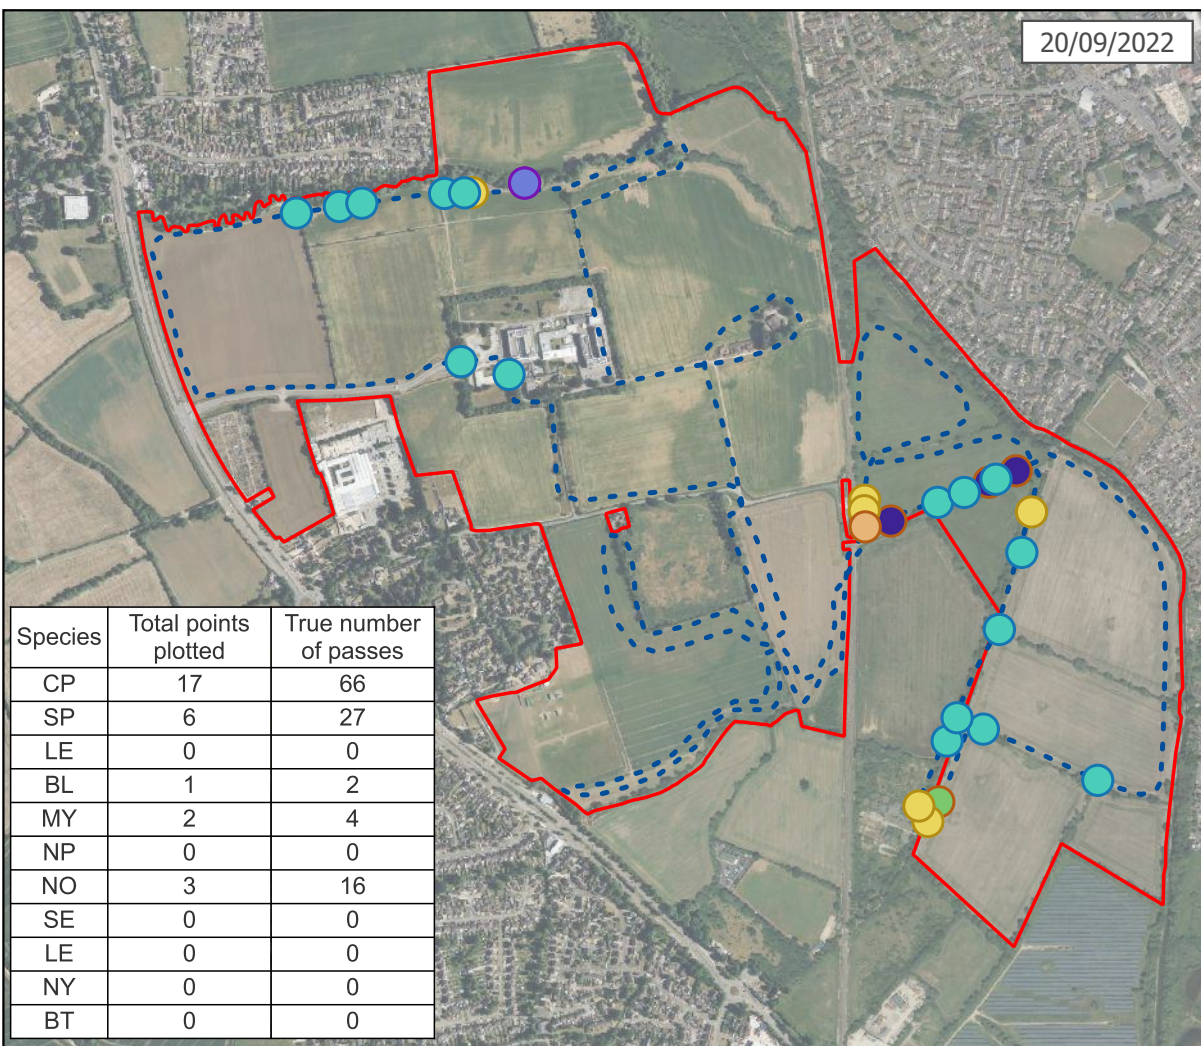 20/09/2022
Species Total points plotted True number of passes
CP 17 66
SP 6 27
LE 0 0
BL 1 2
MY 2 4
NP 0 0
NO 3 16
SE 0 0
LE 0 0
NY 0 0
BT 0 0